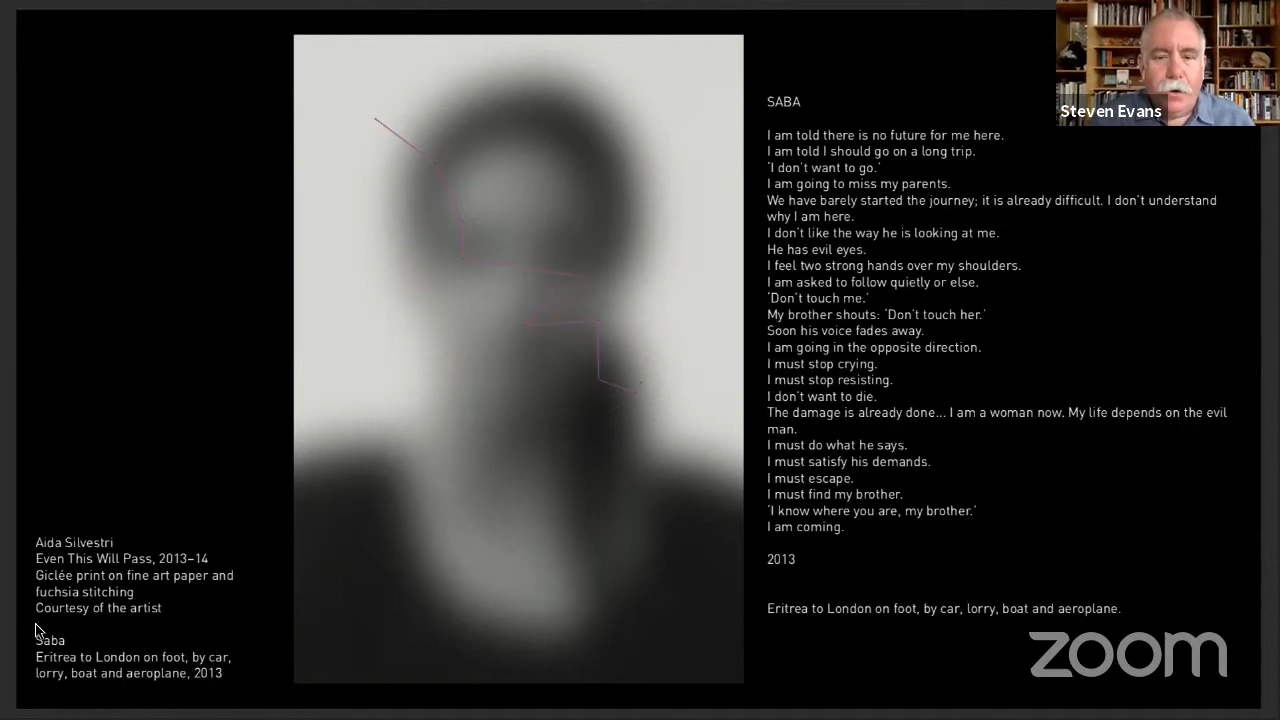 Steven Evans
SABA
I am told there is no future for me here.
I am told I should go on a long trip.
'I don't want to go.'
I am going to miss my parents.
We have barely started the journey; it is already difficult. I don't understand
why I am here.
I don't like the way he is looking at me.
He has evil eyes.
I feel two strong hands over my shoulders.
I am asked to follow quietly or else.
'Don't touch me.'
My brother shouts: 'Don't touch her.'
Soon his voice fades away.
I am going in the opposite direction.
I must stop crying.
I must stop resisting.
I don't want to die.
The damage is already done... I am a woman now. My life depends on the evil
man.
I must do what he says.
I must satisfy his demands.
I must escape.
I must find my brother.
'I know where you are, my brother.'
I am coming.
2013
Eritrea to London on foot, by car, lorry, boat and aeroplane.
Aida Silvestri
Even This Will Pass, 2013–14
Giclée print on fine art paper and
fuchsia stitching
Courtesy of the artist
Saba
Eritrea to London on foot, by car,
lorry, boat and aeroplane, 2013
zoom